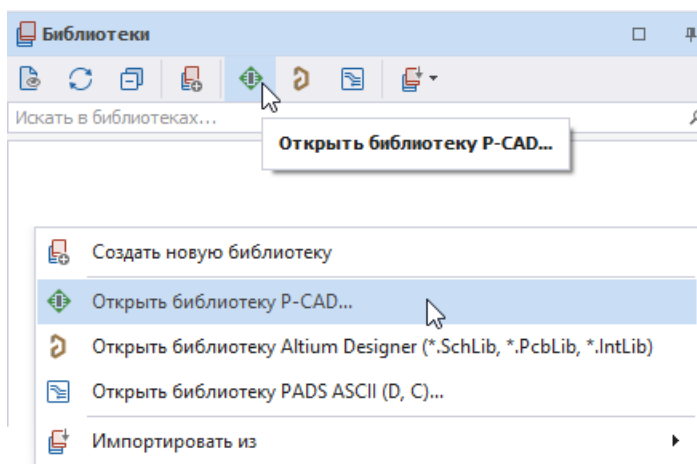 Библиотеки
Искать в библиотеках...
Открыть библиотеку P-CAD...
Создать новую библиотеку
Открыть библиотеку P-CAD...
Открыть библиотеку Altium Designer (*.SchLib, *.PcbLib, *.IntLib)
Открыть библиотеку PADS ASCII (D, C)...
Импортировать из